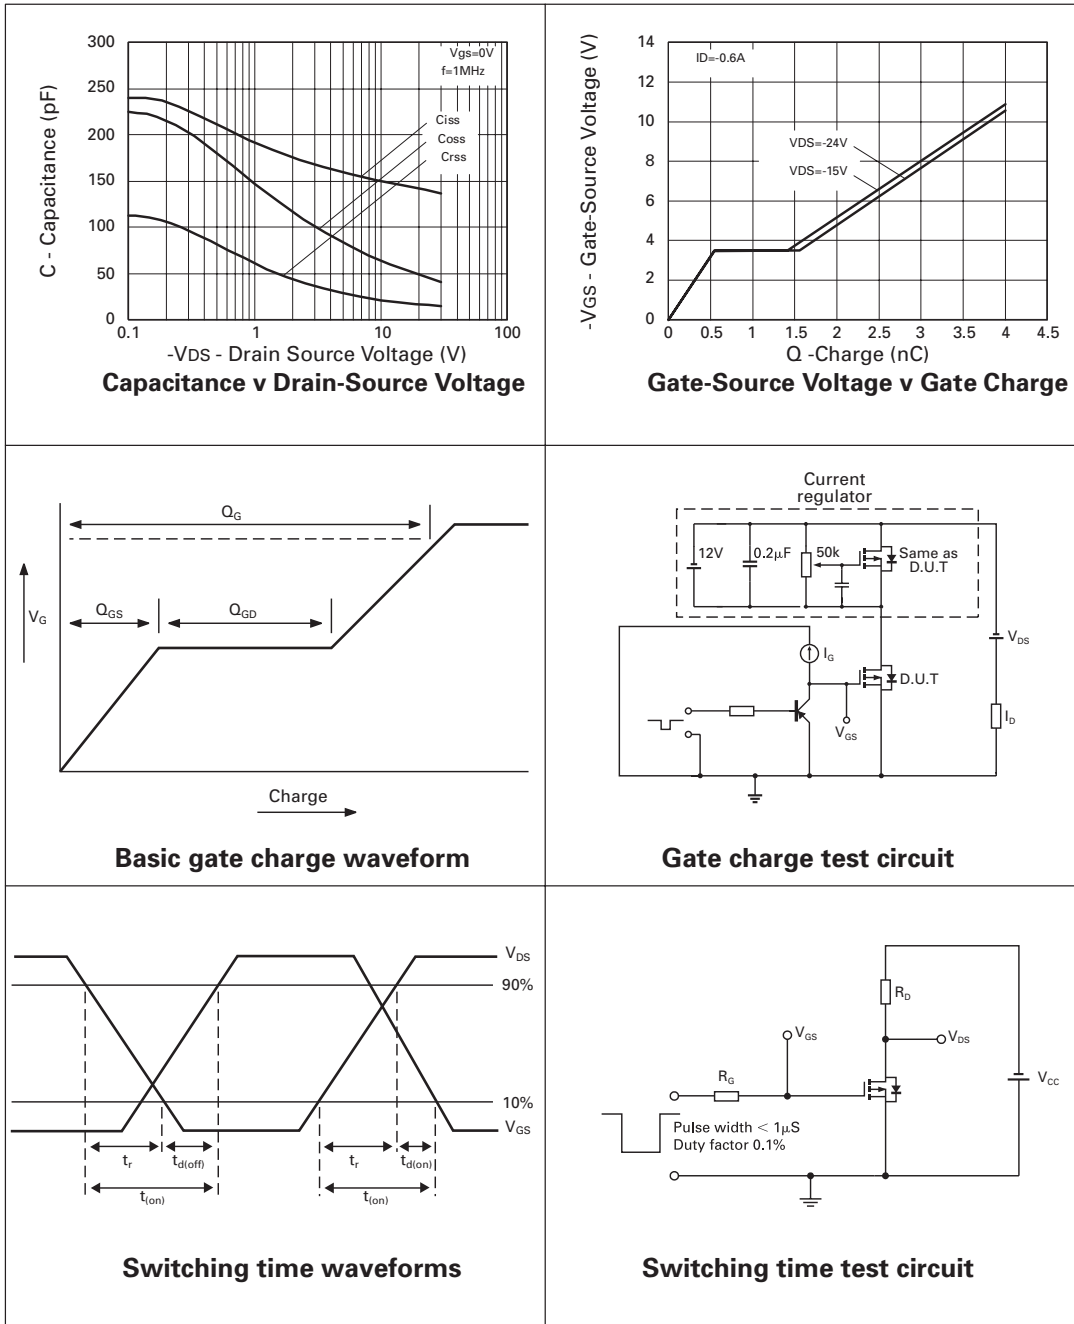 300
250
200
150
100
50
0
C - Capacitance (pF)
Vgs=0V
f=1MHz
Ciss
Coss
Crss
0.1
1
10
100
-VDS - Drain Source Voltage (V)
Capacitance v Drain-Source Voltage
14
12
10
8
6
4
2
0
-VGS - Gate-Source Voltage (V)
ID=-0.6A
VDS=-24V
VDS=-15V
0
0.5
1
1.5
2
2.5
3
3.5
4
4.5
Q -Charge (nC)
Gate-Source Voltage v Gate Charge
QG
VG
QGS
QGD
Charge
Basic gate charge waveform
Current
regulator
12V
0.2µF
50k
Same as
D.U.T
VDS
IG
D.U.T
VGS
ID
Gate charge test circuit
VDS
90%
10%
VGS
tr
td(off)
tr
td(on)
t(on)
t(on)
Switching time waveforms
RD
VGS
VDS
VCC
RG
Pulse width < 1µS
Duty factor 0.1%
Switching time test circuit